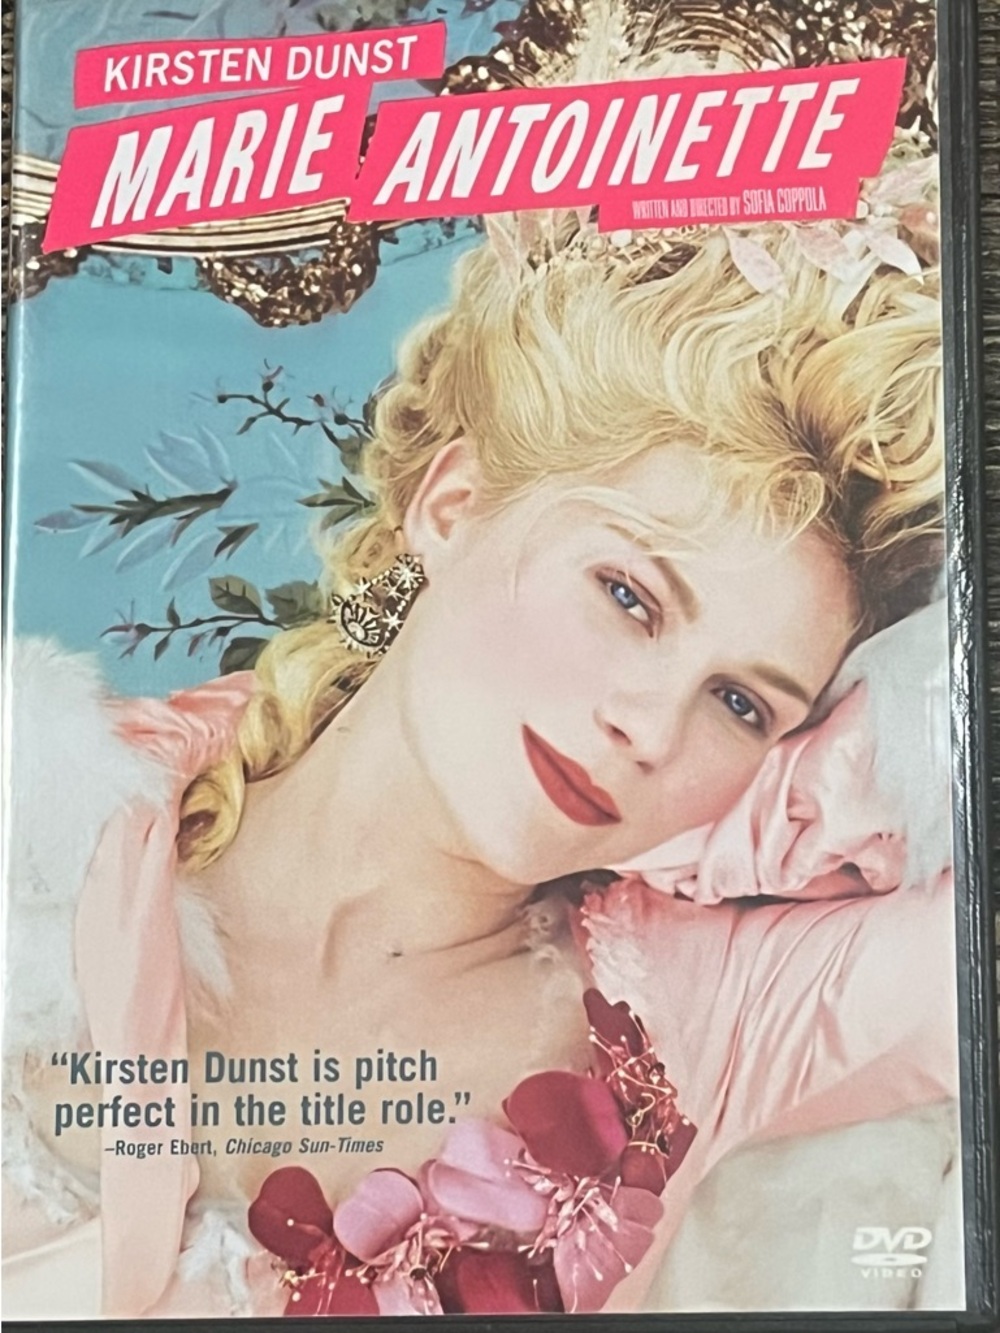 KIRSTEN DUNST
MARIE ANTOINETTE
WRITTEN AND DIRECTED BY SOFIA COPPOLA
“Kirsten Dunst is pitch
perfect in the title role.”
–Roger Ebert, Chicago Sun-Times
DVD
VIDEO